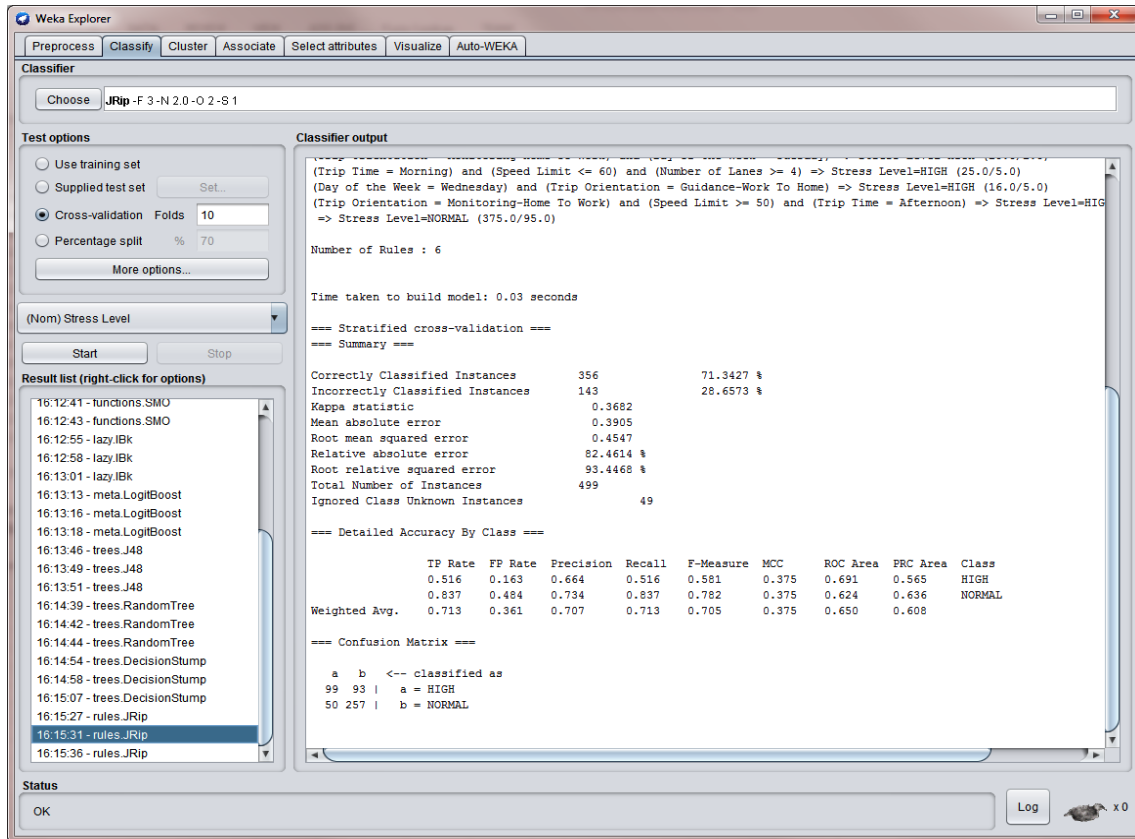 Weka Explorer
Preprocess Classify Cluster Associate Select attributes Visualize Auto-WEKA
Classifier
Choose JRip -F 3 -N 2.0 -O 2 -S 1
Test options
Use training set
Supplied test set Set...
Cross-validation Folds 10
Percentage split % 70
More options...
(Nom) Stress Level
Start Stop
Result list (right-click for options)
16:12:41 - functions.SMO
16:12:43 - functions.SMO
16:12:55 - lazy.IBk
16:12:58 - lazy.IBk
16:13:01 - lazy.IBk
16:13:13 - meta.LogitBoost
16:13:16 - meta.LogitBoost
16:13:18 - meta.LogitBoost
16:13:46 - trees.J48
16:13:49 - trees.J48
16:13:51 - trees.J48
16:14:39 - trees.RandomTree
16:14:42 - trees.RandomTree
16:14:44 - trees.RandomTree
16:14:54 - trees.DecisionStump
16:14:58 - trees.DecisionStump
16:15:07 - trees.DecisionStump
16:15:27 - rules.JRip
16:15:31 - rules.JRip
16:15:36 - rules.JRip
Classifier output
(Trip Time = Morning) and (Speed Limit <= 60) and (Number of Lanes >= 4) => Stress Level=HIGH (25.0/5.0)
(Day of the Week = Wednesday) and (Trip Orientation = Guidance-Work To Home) => Stress Level=HIGH (16.0/5.0)
(Trip Orientation = Monitoring-Home To Work) and (Speed Limit >= 50) and (Trip Time = Afternoon) => Stress Level=HIG
=> Stress Level=NORMAL (375.0/95.0)
Number of Rules : 6
Time taken to build model: 0.03 seconds
=== Stratified cross-validation ===
=== Summary ===
Correctly Classified Instances 356 71.3427 %
Incorrectly Classified Instances 143 28.6573 %
Kappa statistic 0.3682
Mean absolute error 0.3905
Root mean squared error 0.4547
Relative absolute error 82.4614 %
Root relative squared error 93.4468 %
Total Number of Instances 499
Ignored Class Unknown Instances 49
=== Detailed Accuracy By Class ===
TP Rate FP Rate Precision Recall F-Measure MCC ROC Area PRC Area Class
0.516 0.163 0.664 0.516 0.581 0.375 0.691 0.565 HIGH
0.837 0.484 0.734 0.837 0.782 0.375 0.624 0.636 NORMAL
Weighted Avg. 0.713 0.361 0.707 0.713 0.705 0.375 0.650 0.608
=== Confusion Matrix ===
a b <-- classified as
99 93 | a = HIGH
50 257 | b = NORMAL
Status
OK
Log
x 0